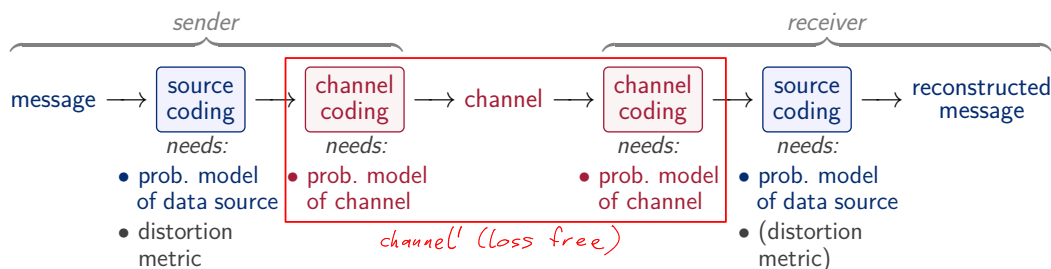 sender
receiver
message
source
coding
channel
coding
channel
channel
coding
source
coding
reconstructed
message
needs:
needs:
needs:
needs:
• prob. model
of data source
• distortion
metric
• prob. model
of channel
• prob. model
of channel
• prob. model
of data source
• (distortion
metric)
channel' (loss free)